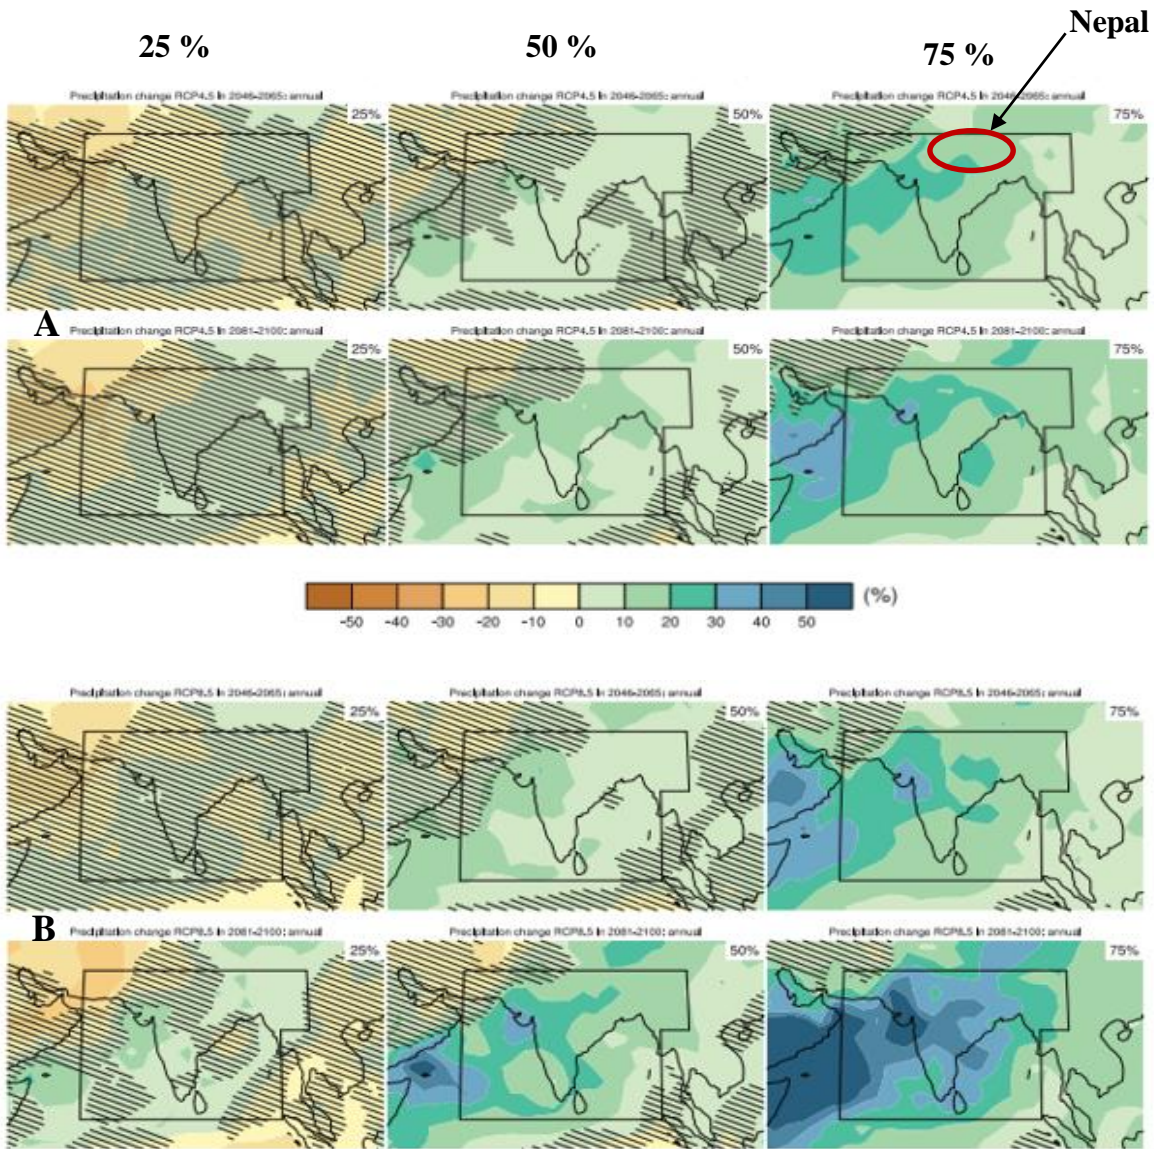 Nepal
25 %
50 %
75 %
Precipitation change RCP4.5 in 2046-2065: annual
Precipitation change RCP4.5 in 2046-2065: annual
Precipitation change RCP4.5 in 2046-2065: annual
25%
50%
75%
A
Precipitation change RCP4.5 in 2081-2100: annual
Precipitation change RCP4.5 in 2081-2100: annual
Precipitation change RCP4.5 in 2081-2100: annual
25%
50%
75%
(%)
-50 -40 -30 -20 -10 0 10 20 30 40 50
Precipitation change RCP8.5 in 2046-2065: annual
Precipitation change RCP8.5 in 2046-2065: annual
Precipitation change RCP8.5 in 2046-2065: annual
25%
50%
75%
B
Precipitation change RCP8.5 in 2081-2100: annual
Precipitation change RCP8.5 in 2081-2100: annual
Precipitation change RCP8.5 in 2081-2100: annual
25%
50%
75%